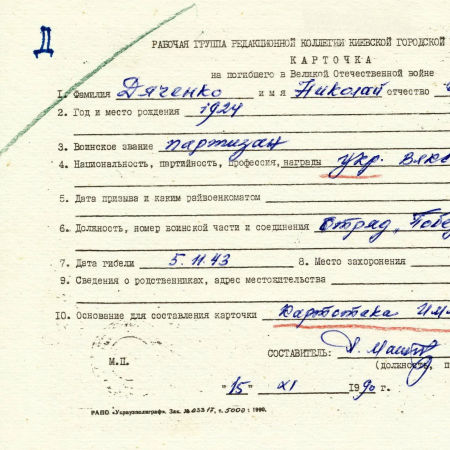 Д
РАБОЧАЯ ГРУППА РЕДАКЦИОННОЙ КОЛЛЕГИИ КИЕВСКОЙ ГОРОДСКОЙ
КАРТОЧКА
на погибшего в Великой Отечественной войне
1. Фамилия Дяченко имя Николай отчество
2. Год и место рождения 1924
3. Воинское звание партизан
4. Национальность, партийность, профессия, награды укр.
5. Дата призыва и каким райвоенкоматом
6. Должность, номер воинской части и соединения Отряд „Побе
7. Дата гибели 5.11.43 8. Место захоронения
9. Сведения о родственниках, адрес местожительства
10. Основание для составления карточки Картотека ИМ
СОСТАВИТЕЛЬ:
М.П. (должность, п
"15" XI 1990 г.
РАПО «Укрвузполиграф». Зак. № 0331 7, т. 5000 : 1990.